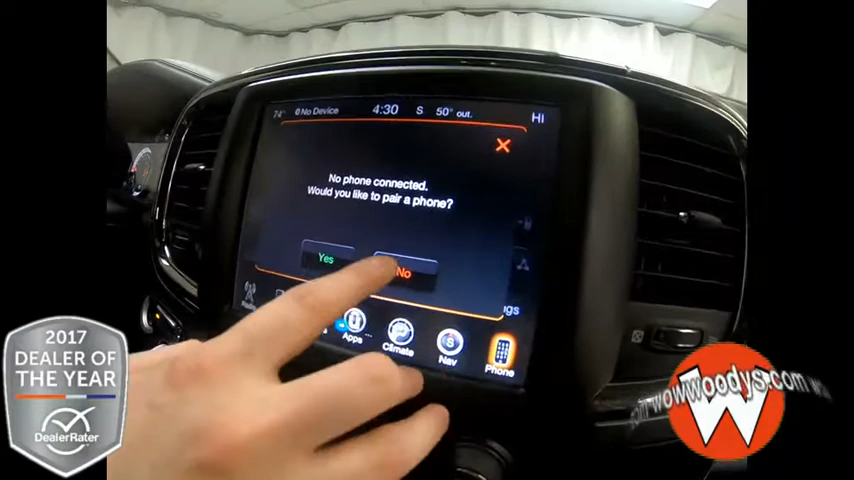 74°
No Device
4:30
S
50° out.
HI
X
No phone connected.
Would you like to pair a phone?
Yes
No
Apps
Climate
Nav
Phone
2017
DEALER OF
THE YEAR
DealerRater
www.wowwoodys.com
W